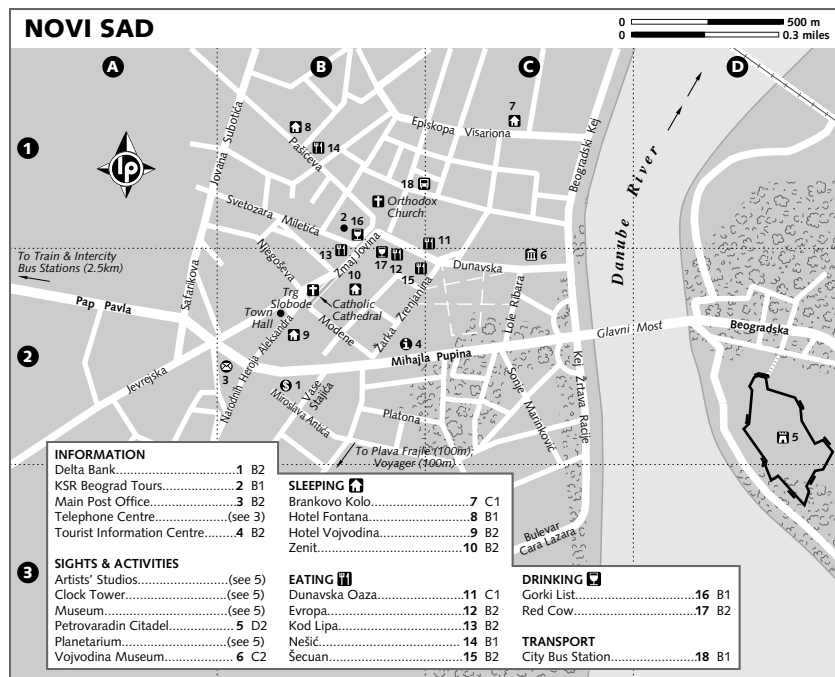 NOVI SAD
0 500 m
0 0.3 miles
A
B
C
D
1
2
3
lp
Jovana Subotića
8
Pašićeva
14
7
Episkopa Visariona
Beogradski Kej
Danube River
18
Orthodox
Church
Svetozara Miletića
2
16
13
Zmaj Jovina
17
12
11
15
6
Dunavska
To Train & Intercity
Bus Stations (2.5km)
Njegoševa
Safarikova
Pap Pavla
Trg
Slobode
10
Catholic
Cathedral
Town
Hall
9
Modene
Žarka Zrenjanina
4
Lole Ribara
Glavni Most
Beogradska
Mihajla Pupina
Jevrejska
3
Narodnih Heroja Aleksandra
1
Vase
Stajića
Miroslava Antića
Platona
Sonje Marinković
Kej Žrtava Racije
5
To Plava Frajle (100m);
Voyager (100m)
Bulevar
Cara Lazara
INFORMATION
Delta Bank 1 B2
KSR Beograd Tours 2 B1
Main Post Office 3 B2
Telephone Centre (see 3)
Tourist Information Centre 4 B2
SIGHTS & ACTIVITIES
Artists' Studios (see 5)
Clock Tower (see 5)
Museum (see 5)
Petrovaradin Citadel 5 D2
Planetarium (see 5)
Vojvodina Museum 6 C2
SLEEPING
Brankovo Kolo 7 C1
Hotel Fontana 8 B1
Hotel Vojvodina 9 B2
Zenit 10 B2
EATING
Dunavska Oaza 11 C1
Evropa 12 B2
Kod Lipa 13 B2
Nešić 14 B1
Šecuan 15 B2
DRINKING
Gorki List 16 B1
Red Cow 17 B2
TRANSPORT
City Bus Station 18 B1